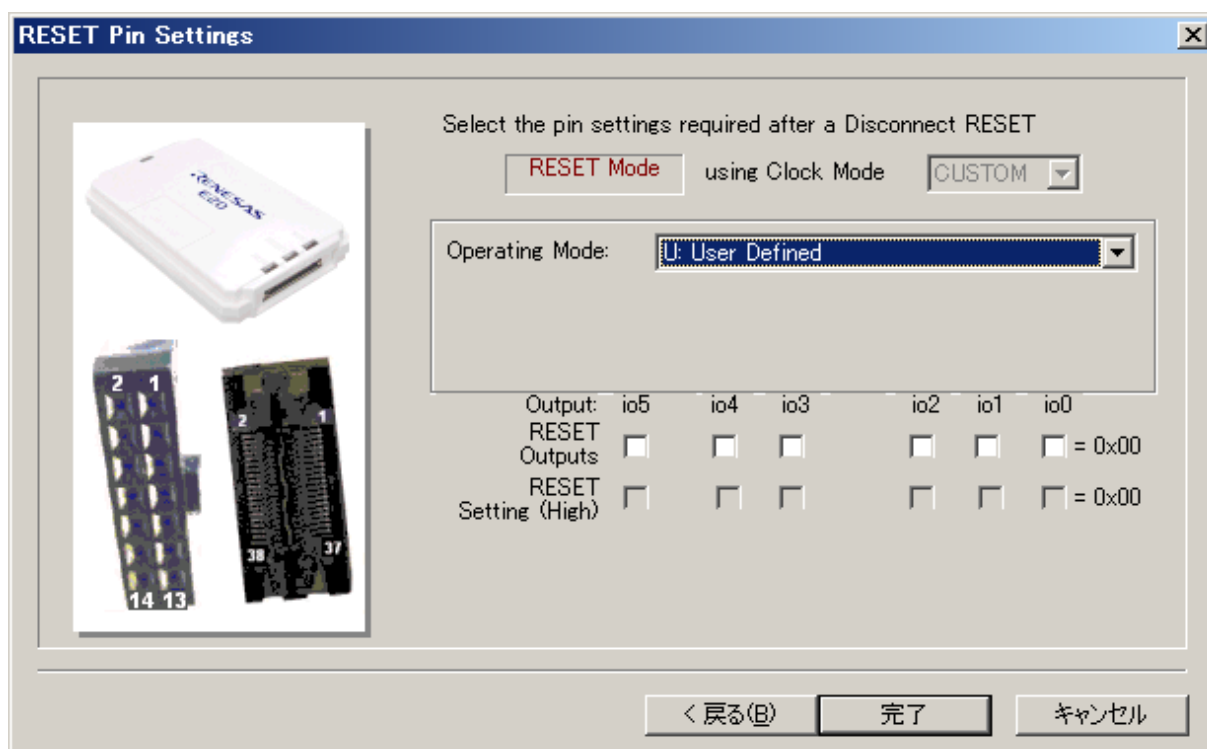 RESET Pin Settings
Select the pin settings required after a Disconnect RESET
RESET Mode using Clock Mode CUSTOM
RENESAS
E20
Operating Mode: U: User Defined
2 1
2 1
38 37
14 13
Output: io5 io4 io3 io2 io1 io0
RESET
Outputs = 0x00
RESET
Setting (High) = 0x00
< 戻る(B) 完了 キャンセル